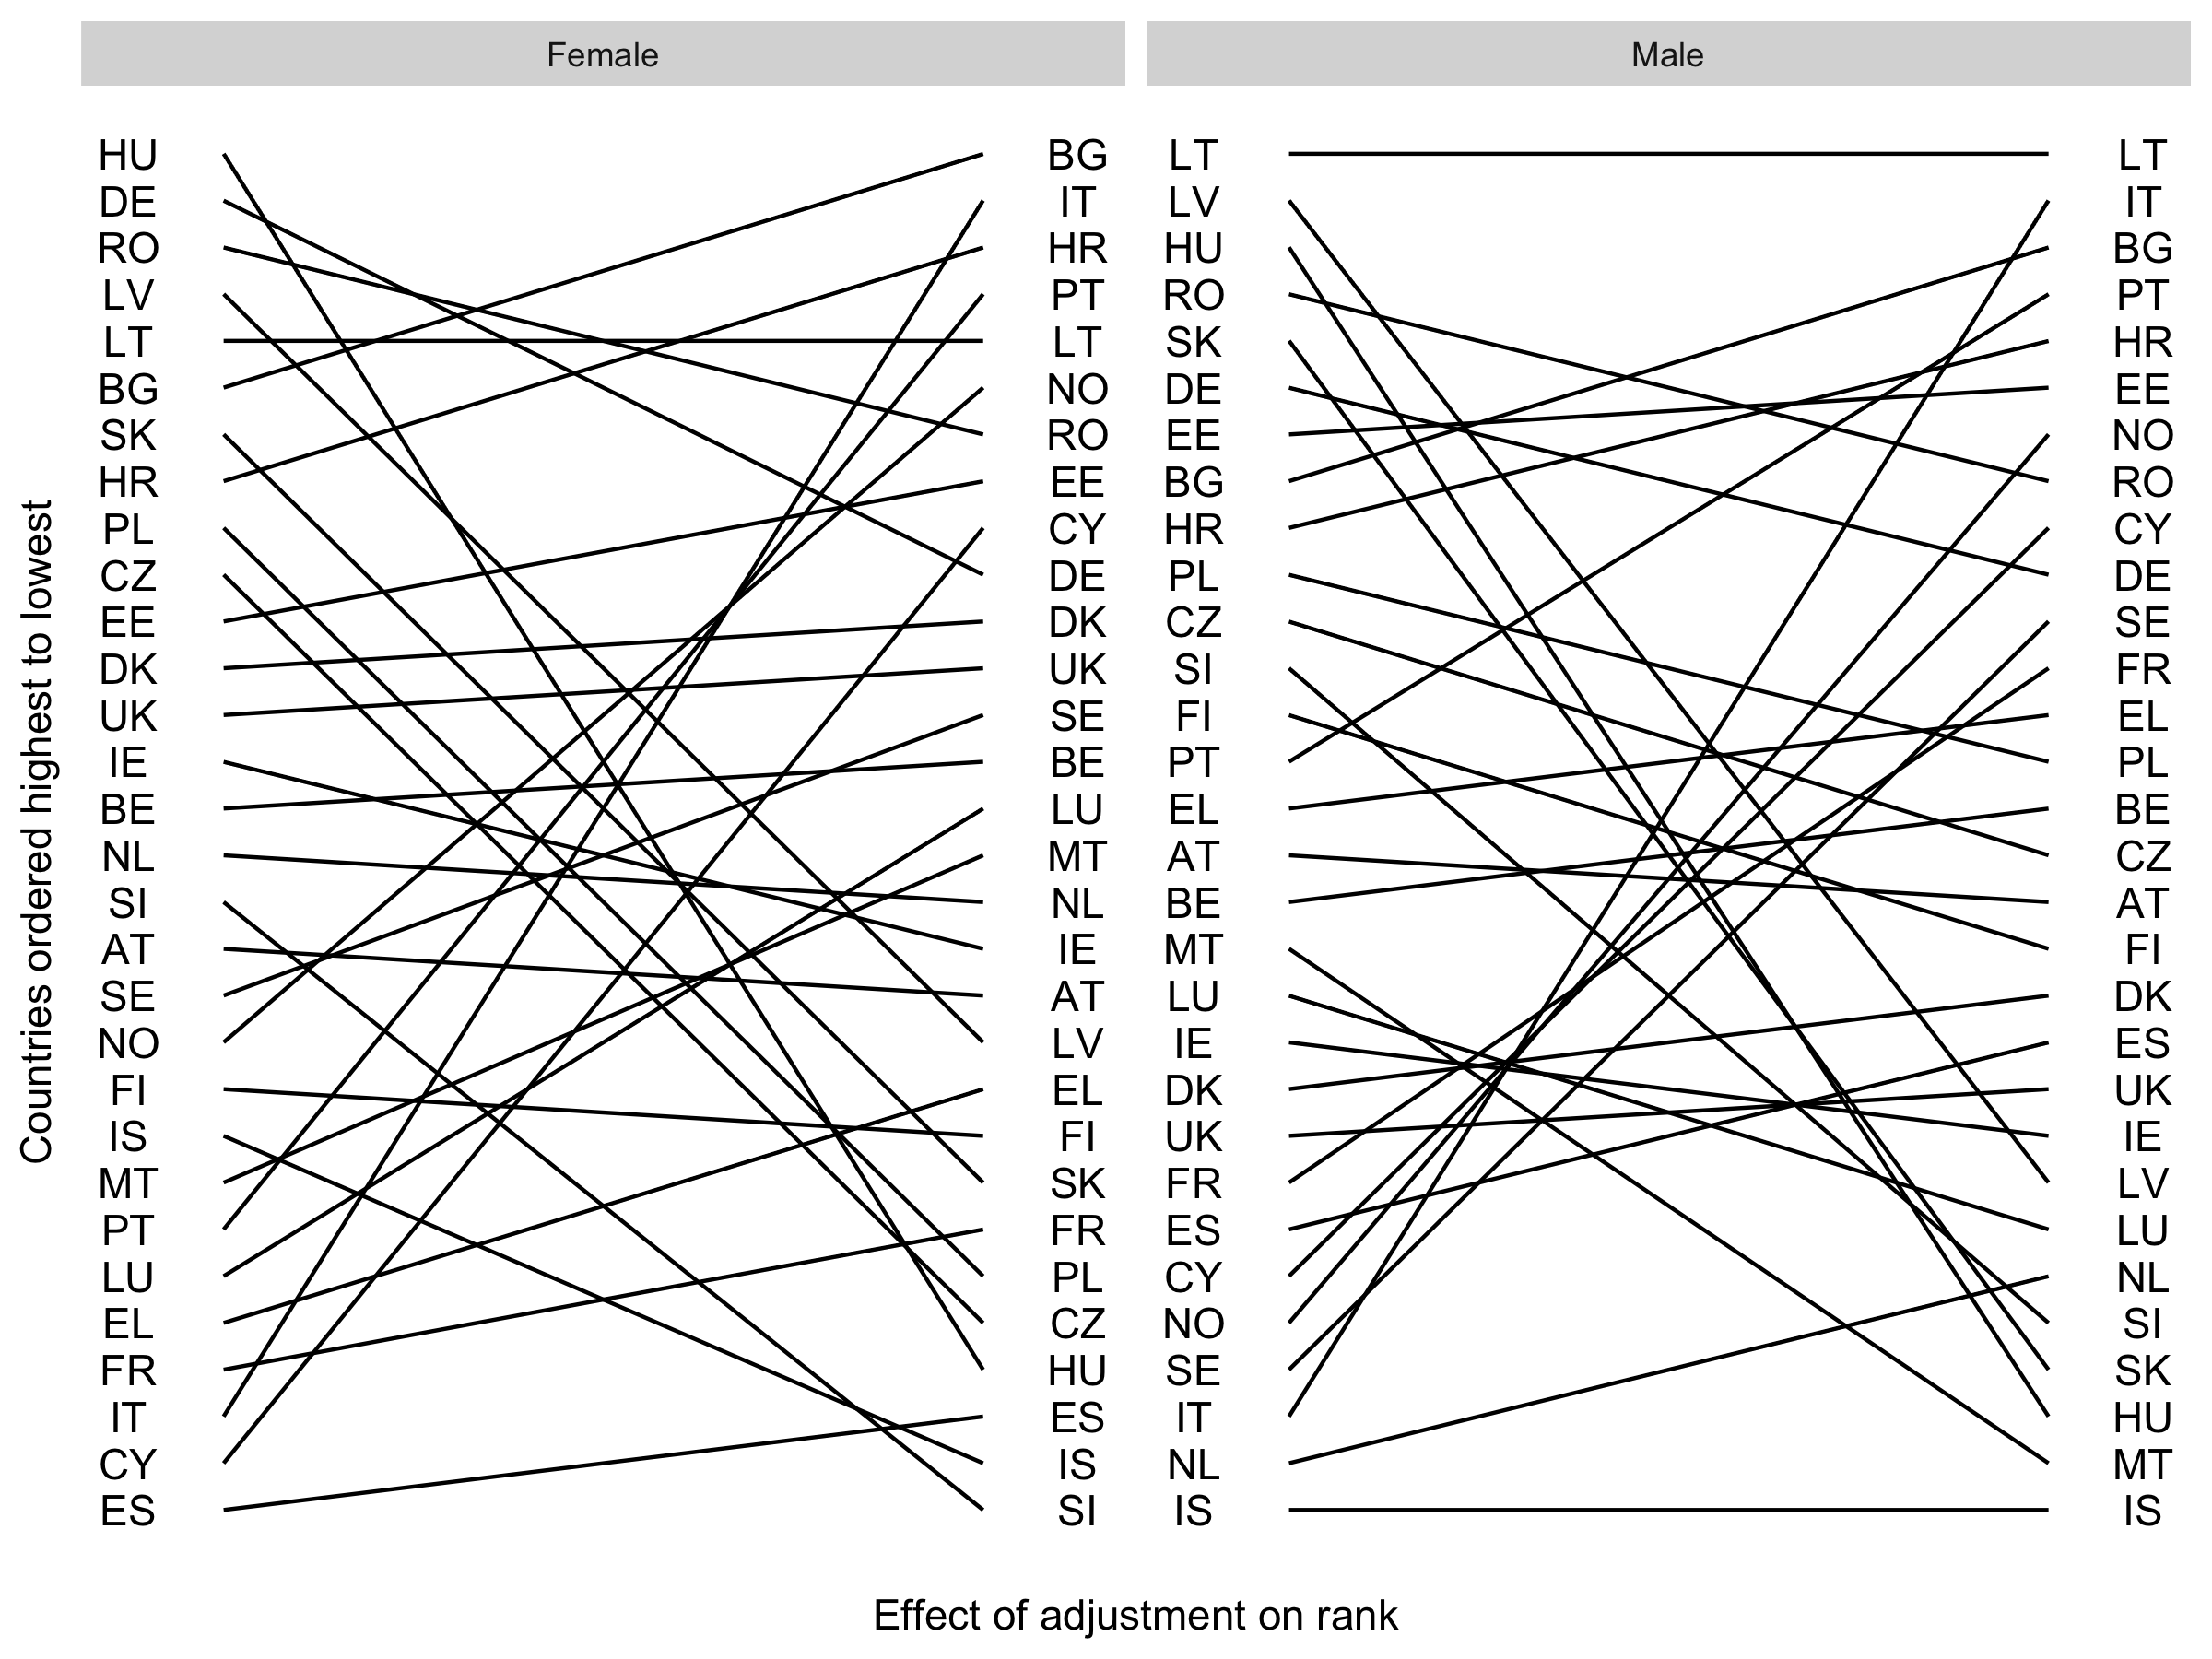 Female Male
HU BG LT LT
DE IT LV IT
RO HR HU BG
LV PT RO PT
LT LT SK HR
BG NO DE EE
SK RO EE NO
HR EE BG RO
PL CY HR CY
CZ DE PL DE
EE DK CZ SE
DK UK SI FR
UK SE FI EL
IE BE PT PL
BE LU EL BE
NL MT AT CZ
SI NL BE AT
AT IE MT FI
SE AT LU DK
NO LV IE ES
FI EL DK UK
IS FI UK IE
MT SK FR LV
PT FR ES LU
LU PL CY NL
EL CZ NO SI
FR HU SE SK
IT ES IT HU
CY IS NL MT
ES SI IS IS
Countries ordered highest to lowest
Effect of adjustment on rank